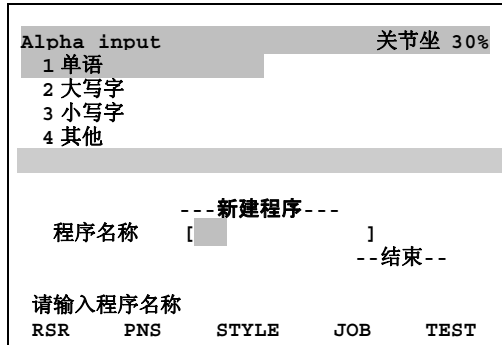 Alpha input 关节坐 30%
1 单语
2 大写字
3 小写字
4 其他
---新建程序---
程序名称 [ ]
--结束--
请输入程序名称
RSR PNS STYLE JOB TEST